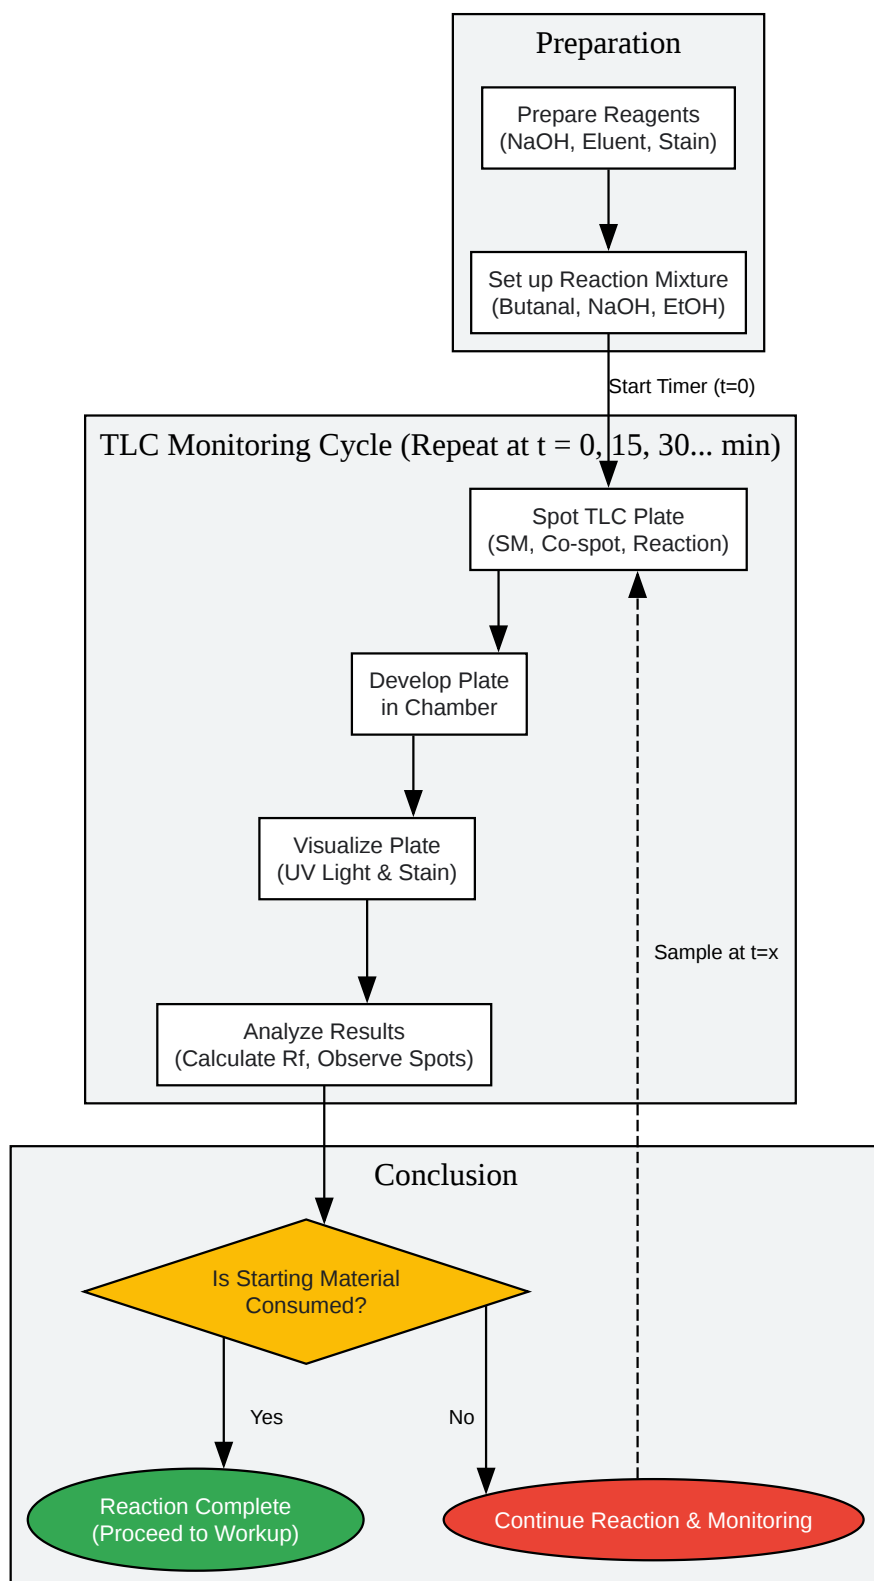 Preparation
Prepare Reagents
(NaOH, Eluent, Stain)
Set up Reaction Mixture
(Butanal, NaOH, EtOH)
Start Timer (t=0)
TLC Monitoring Cycle (Repeat at t = 0, 15, 30... min)
Spot TLC Plate
(SM, Co-spot, Reaction)
Develop Plate
in Chamber
Visualize Plate
(UV Light & Stain)
Sample at t=x
Analyze Results
(Calculate Rf, Observe Spots)
Conclusion
Is Starting Material
Consumed?
Yes
No
Reaction Complete
(Proceed to Workup)
Continue Reaction & Monitoring